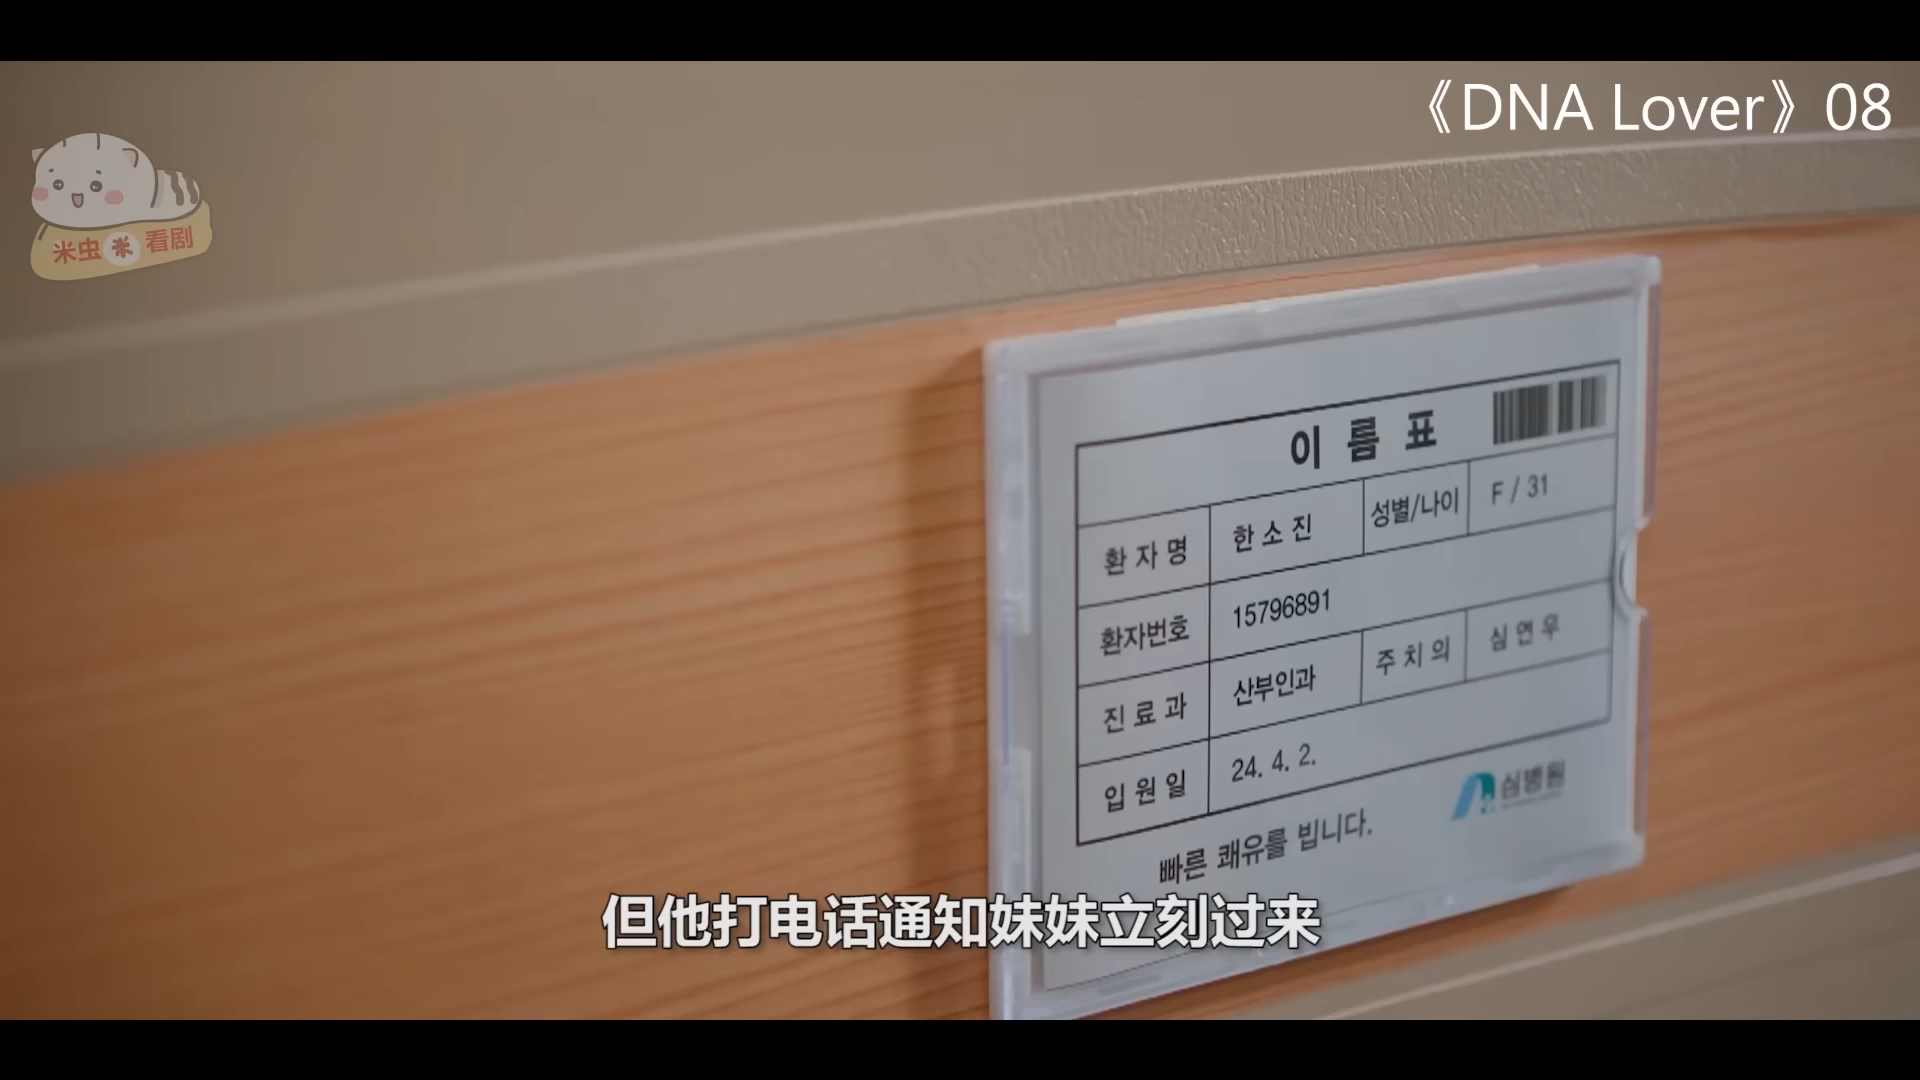 《DNA Lover》08
米虫米看剧
이름표
환자명 한소진 성별/나이 F / 31
환자번호 15796891
진료과 산부인과 주치의 심연우
입원일 24. 4. 2.
심병원
빠른 쾌유를 빕니다.
但他打电话通知妹妹立刻过来